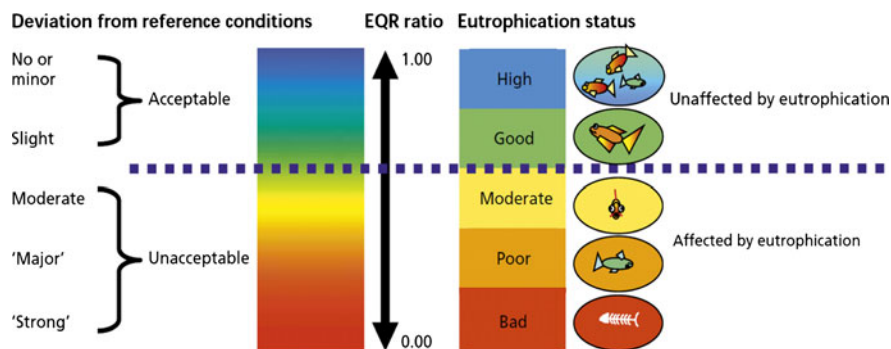 Deviation from reference conditions
EQR ratio
Eutrophication status
No or
minor
Acceptable
Slight
Moderate
'Major'
Unacceptable
'Strong'
1.00
0.00
High
Good
Moderate
Poor
Bad
Unaffected by eutrophication
Affected by eutrophication